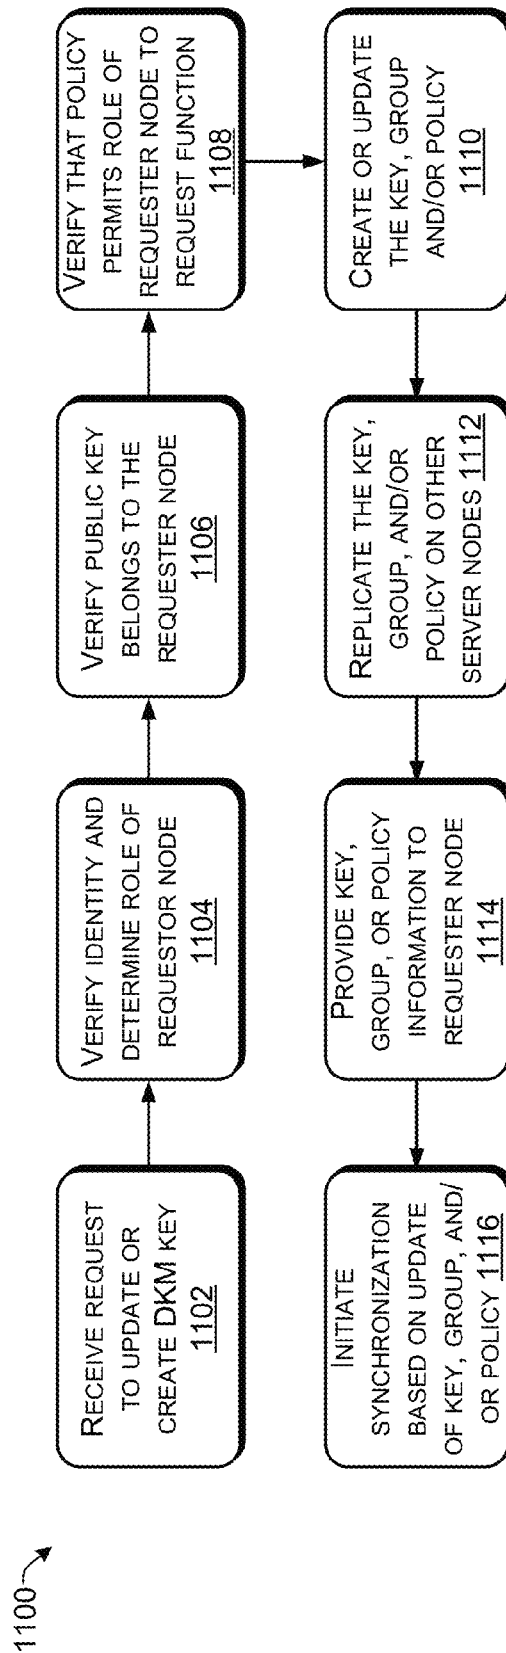 1100
RECEIVE REQUEST
TO UPDATE OR
CREATE DKM KEY
1102
VERIFY IDENTITY AND
DETERMINE ROLE OF
REQUESTOR NODE
1104
VERIFY PUBLIC KEY
BELONGS TO THE
REQUESTER NODE
1106
VERIFY THAT POLICY
PERMITS ROLE OF
REQUESTER NODE TO
REQUEST FUNCTION
1108
CREATE OR UPDATE
THE KEY, GROUP
AND/OR POLICY
1110
REPLICATE THE KEY,
GROUP, AND/OR
POLICY ON OTHER
SERVER NODES 1112
PROVIDE KEY,
GROUP, OR POLICY
INFORMATION TO
REQUESTER NODE
1114
INITIATE
SYNCHRONIZATION
BASED ON UPDATE
OF KEY, GROUP, AND/
OR POLICY 1116